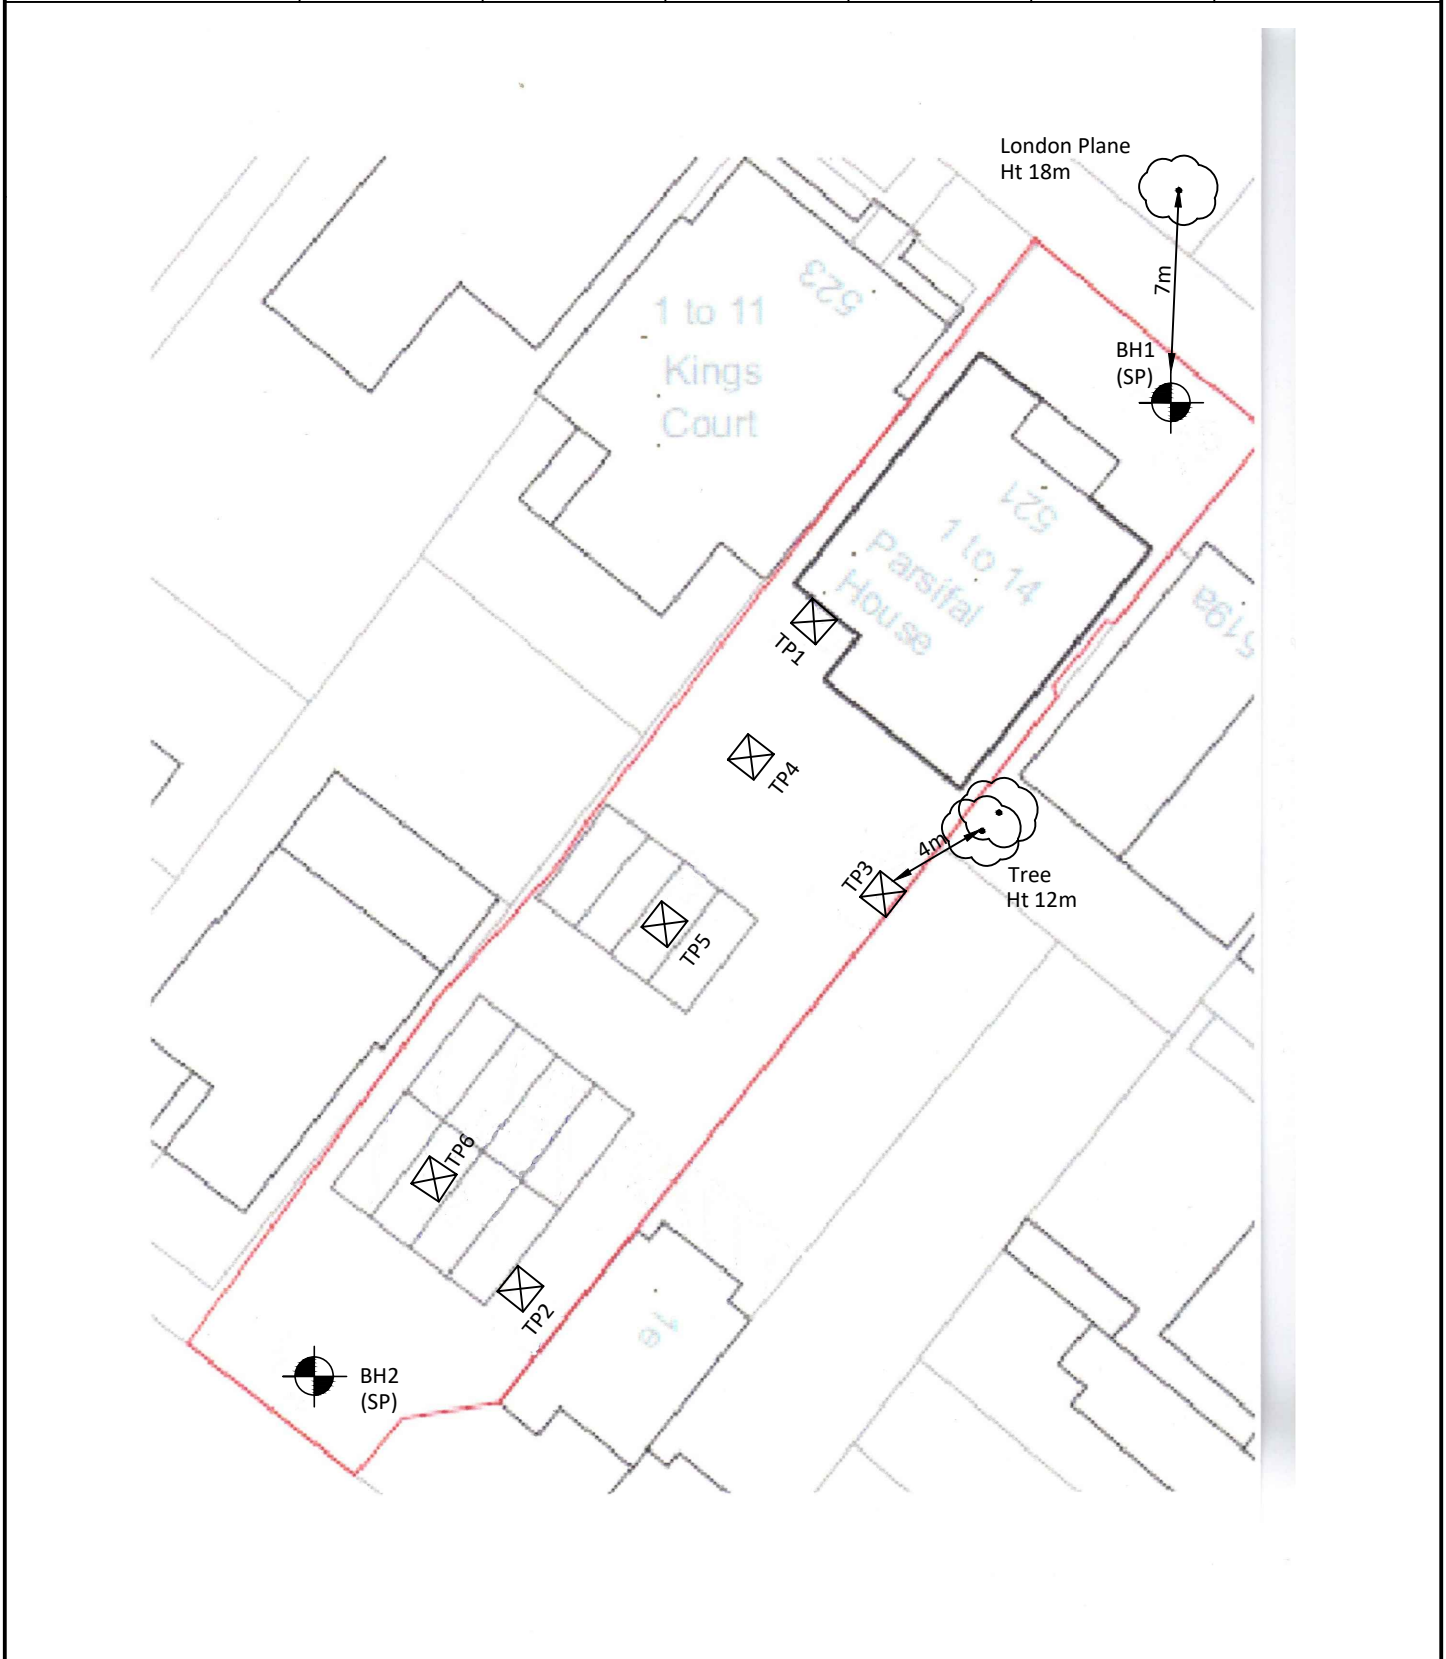 London Plane
Ht 18m
7m
BH1
(SP)
523
1 to 11
Kings
Court
521
1 to 14
Parsifal
House
519a
TP1
TP4
4m
TP3
Tree
Ht 12m
TP5
TP6
TP2
1e
BH2
(SP)